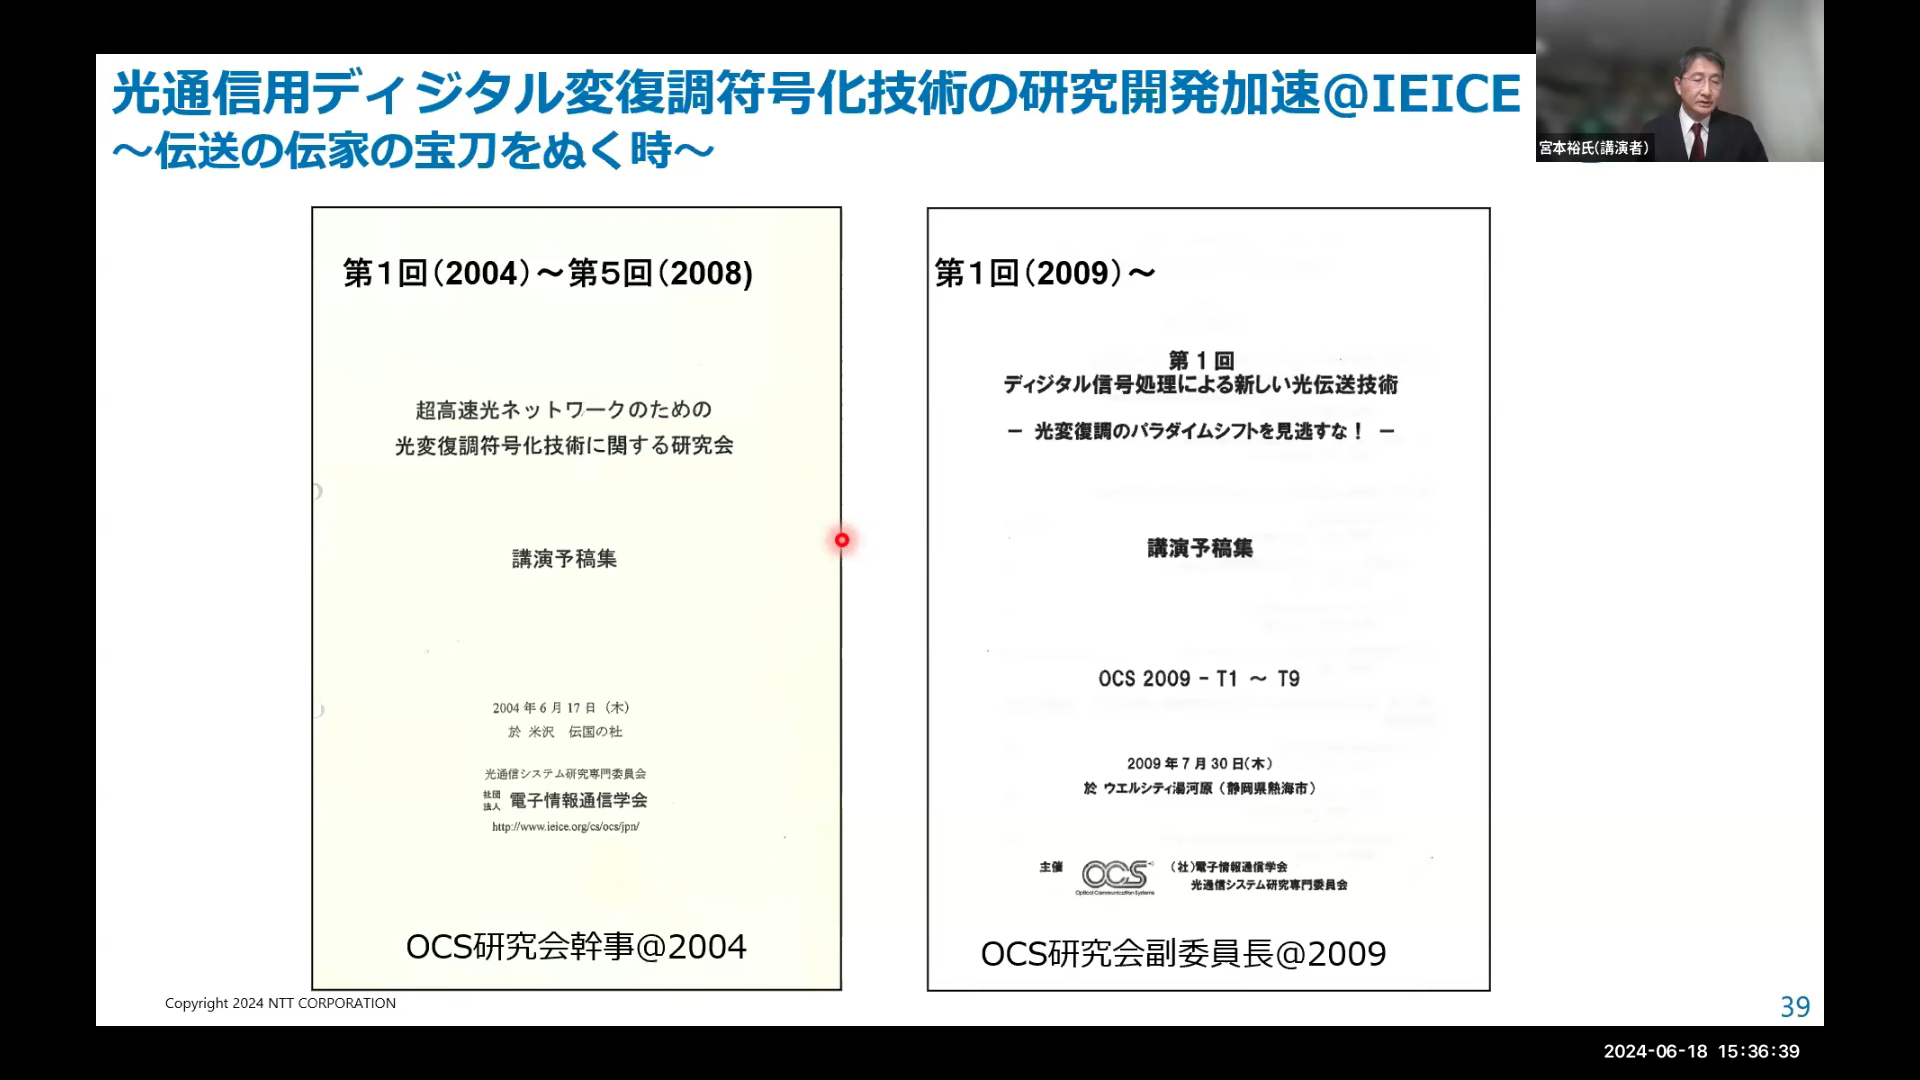 光通信用ディジタル変復調符号化技術の研究開発加速@IEICE
～伝送の伝家の宝刀をぬく時～
宮本裕氏(講演者)
第1回(2004)～第5回(2008)
超高速光ネットワークのための
光変復調符号化技術に関する研究会
講演予稿集
2004年6月17日（木）
於 米沢 伝国の杜
光通信システム研究専門委員会
社団法人 電子情報通信学会
http://www.ieice.org/cs/ocs/jpn/
OCS研究会幹事@2004
第1回(2009)～
第1回
ディジタル信号処理による新しい光伝送技術
－ 光変復調のパラダイムシフトを見逃すな！ －
講演予稿集
OCS 2009 - T1 ～ T9
2009年7月30日(木)
於 ウエルシティ湯河原（静岡県熱海市）
主催 OCS （社）電子情報通信学会
Optical Communication Systems 光通信システム研究専門委員会
OCS研究会副委員長@2009
Copyright 2024 NTT CORPORATION
39
2024-06-18 15:36:39